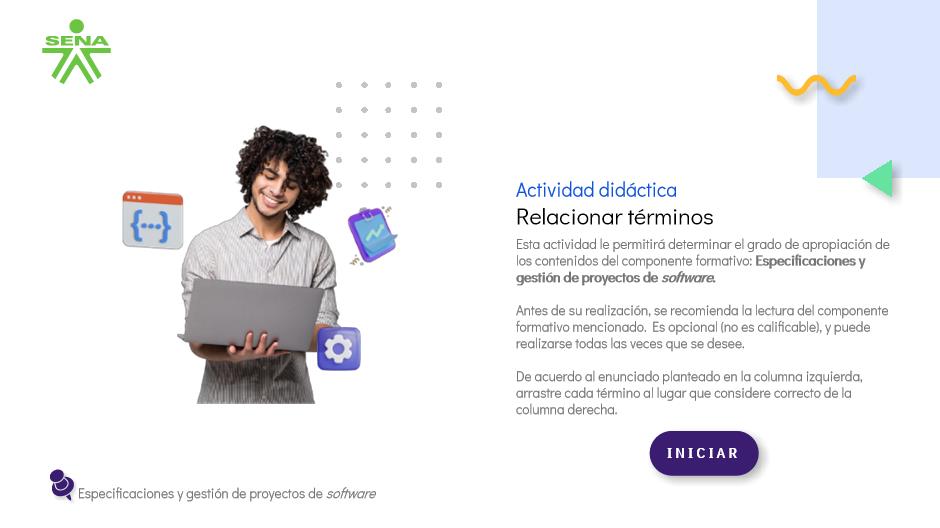 SENA
Actividad didáctica
Relacionar términos
Esta actividad le permitirá determinar el grado de apropiación de
los contenidos del componente formativo: Especificaciones y
gestión de proyectos de software.
Antes de su realización, se recomienda la lectura del componente
formativo mencionado. Es opcional (no es calificable), y puede
realizarse todas las veces que se desee.
De acuerdo al enunciado planteado en la columna izquierda,
arrastre cada término al lugar que considere correcto de la
columna derecha.
INICIAR
Especificaciones y gestión de proyectos de software